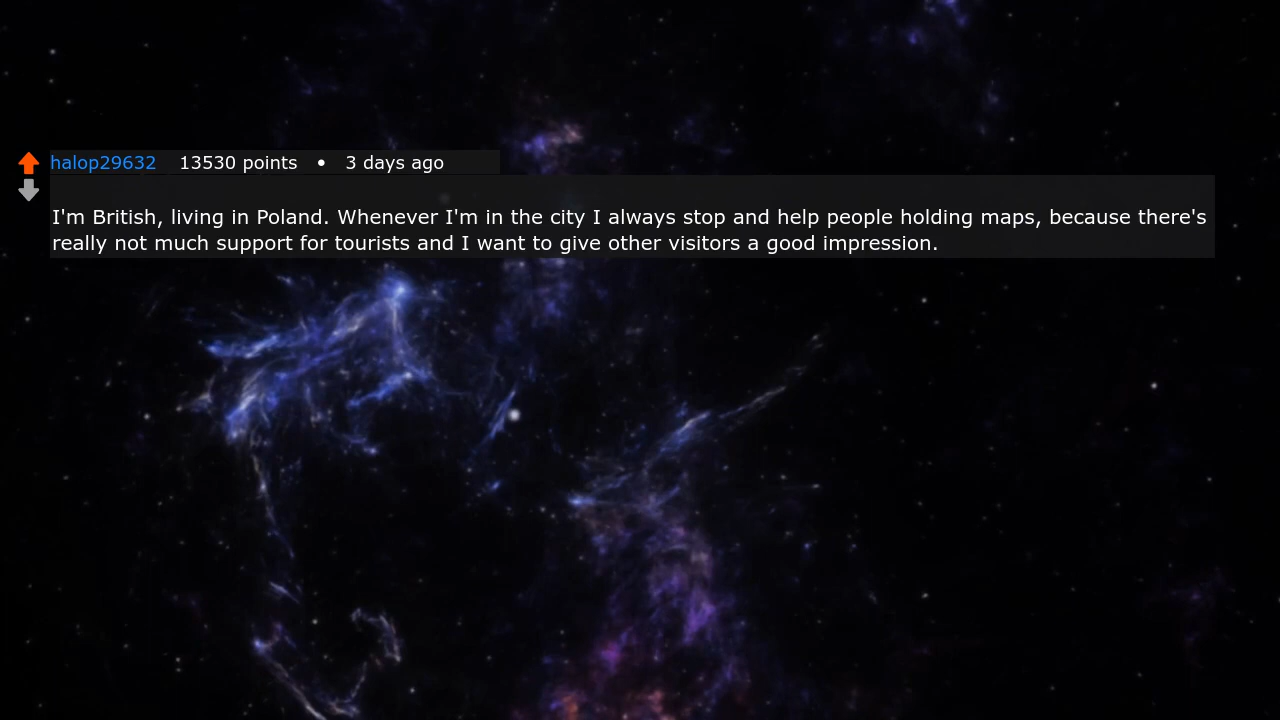 halop29632 13530 points • 3 days ago
I'm British, living in Poland. Whenever I'm in the city I always stop and help people holding maps, because there's
really not much support for tourists and I want to give other visitors a good impression.